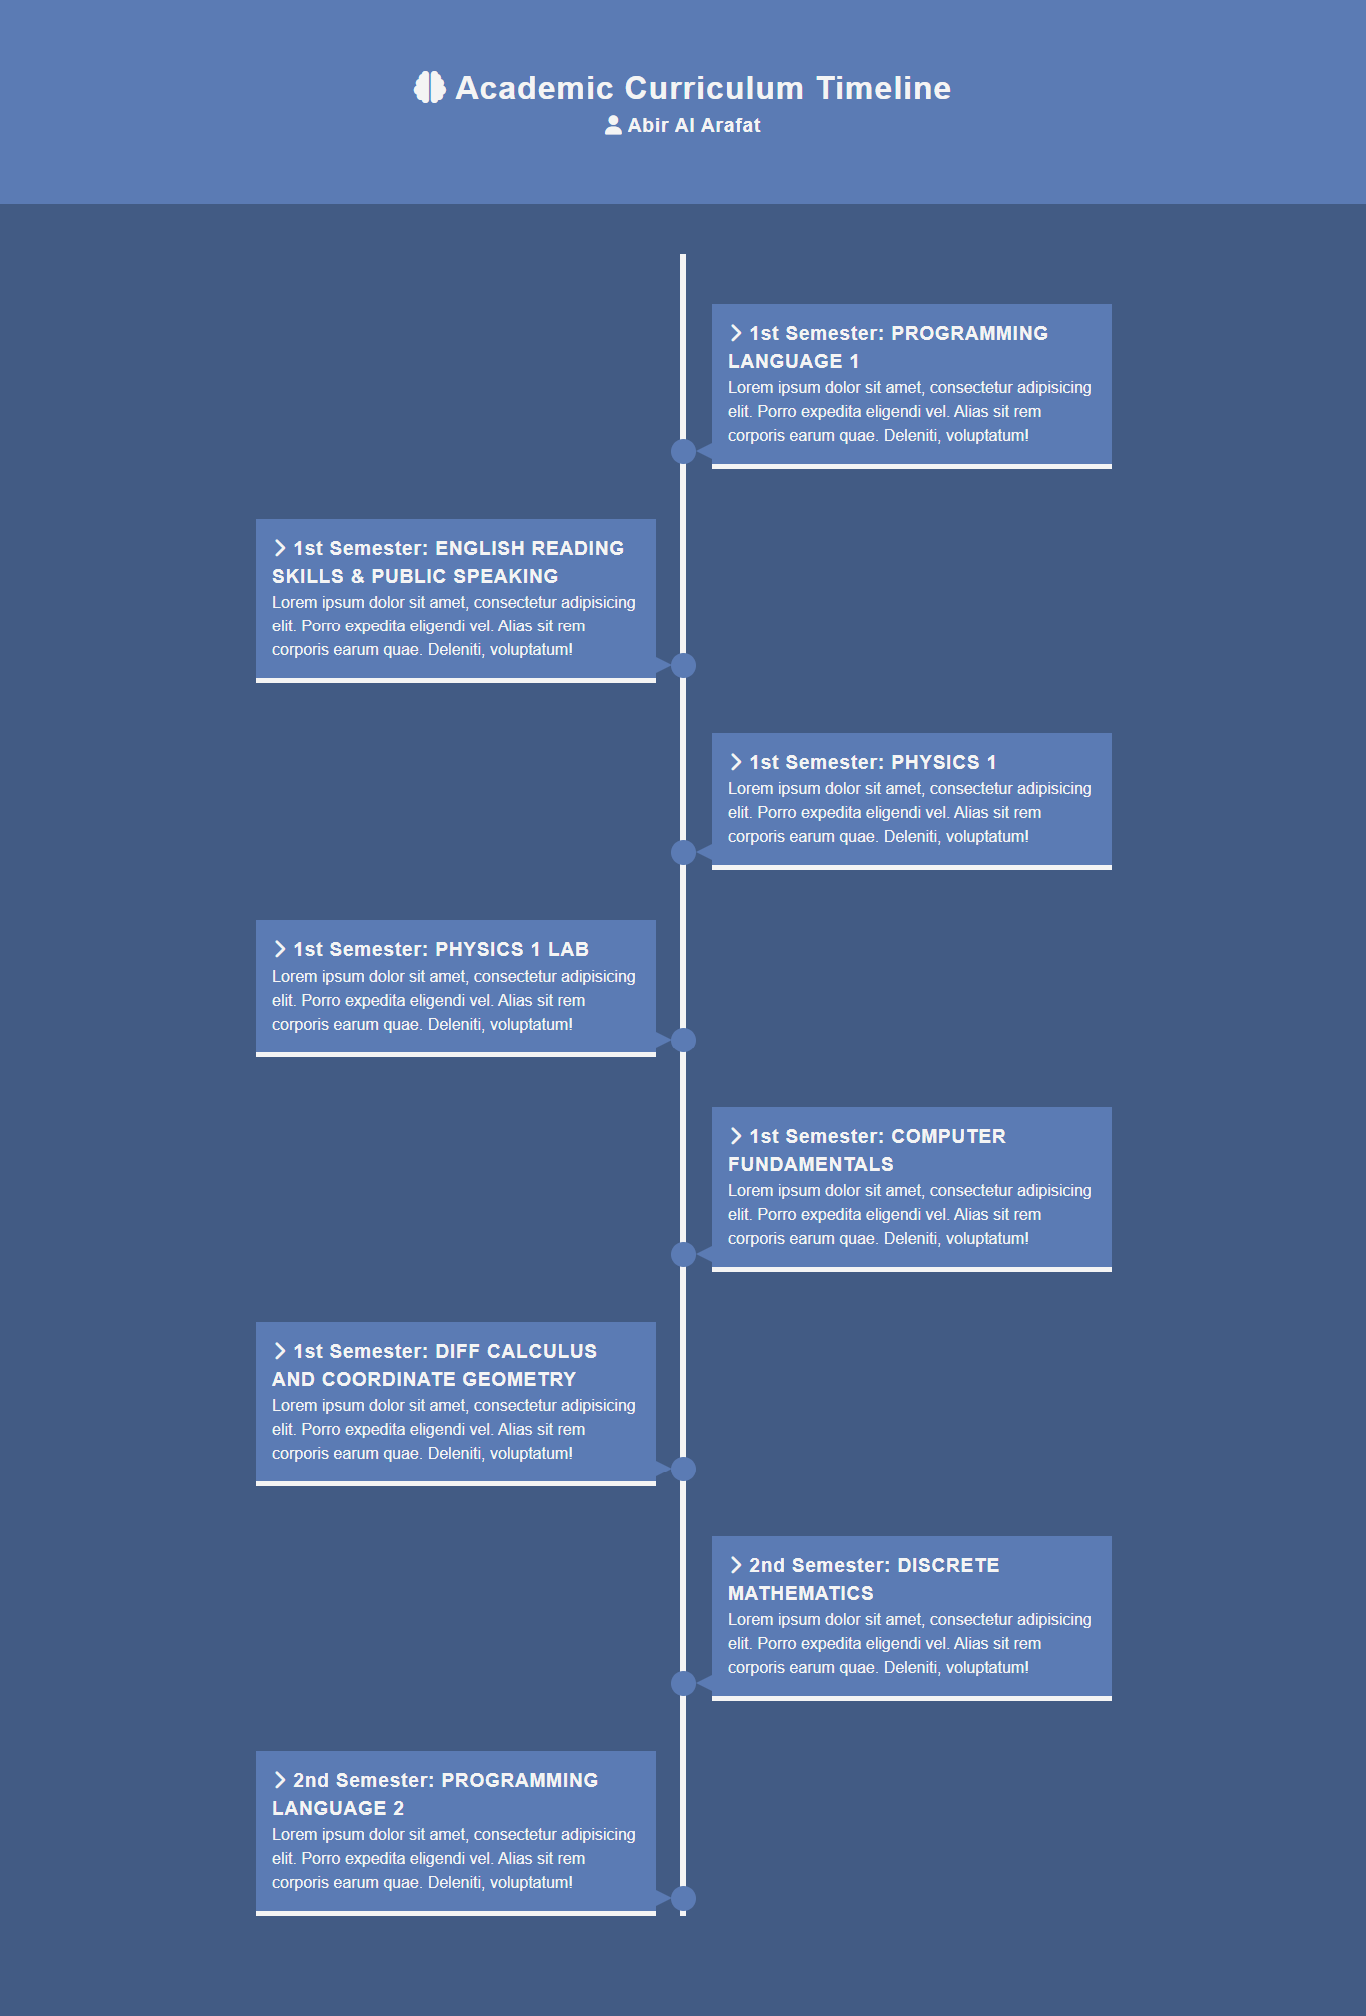 Academic Curriculum Timeline
Abir Al Arafat
1st Semester: PROGRAMMING
LANGUAGE 1
Lorem ipsum dolor sit amet, consectetur adipisicing
elit. Porro expedita eligendi vel. Alias sit rem
corporis earum quae. Deleniti, voluptatum!
1st Semester: ENGLISH READING
SKILLS & PUBLIC SPEAKING
Lorem ipsum dolor sit amet, consectetur adipisicing
elit. Porro expedita eligendi vel. Alias sit rem
corporis earum quae. Deleniti, voluptatum!
1st Semester: PHYSICS 1
Lorem ipsum dolor sit amet, consectetur adipisicing
elit. Porro expedita eligendi vel. Alias sit rem
corporis earum quae. Deleniti, voluptatum!
1st Semester: PHYSICS 1 LAB
Lorem ipsum dolor sit amet, consectetur adipisicing
elit. Porro expedita eligendi vel. Alias sit rem
corporis earum quae. Deleniti, voluptatum!
1st Semester: COMPUTER
FUNDAMENTALS
Lorem ipsum dolor sit amet, consectetur adipisicing
elit. Porro expedita eligendi vel. Alias sit rem
corporis earum quae. Deleniti, voluptatum!
1st Semester: DIFF CALCULUS
AND COORDINATE GEOMETRY
Lorem ipsum dolor sit amet, consectetur adipisicing
elit. Porro expedita eligendi vel. Alias sit rem
corporis earum quae. Deleniti, voluptatum!
2nd Semester: DISCRETE
MATHEMATICS
Lorem ipsum dolor sit amet, consectetur adipisicing
elit. Porro expedita eligendi vel. Alias sit rem
corporis earum quae. Deleniti, voluptatum!
2nd Semester: PROGRAMMING
LANGUAGE 2
Lorem ipsum dolor sit amet, consectetur adipisicing
elit. Porro expedita eligendi vel. Alias sit rem
corporis earum quae. Deleniti, voluptatum!